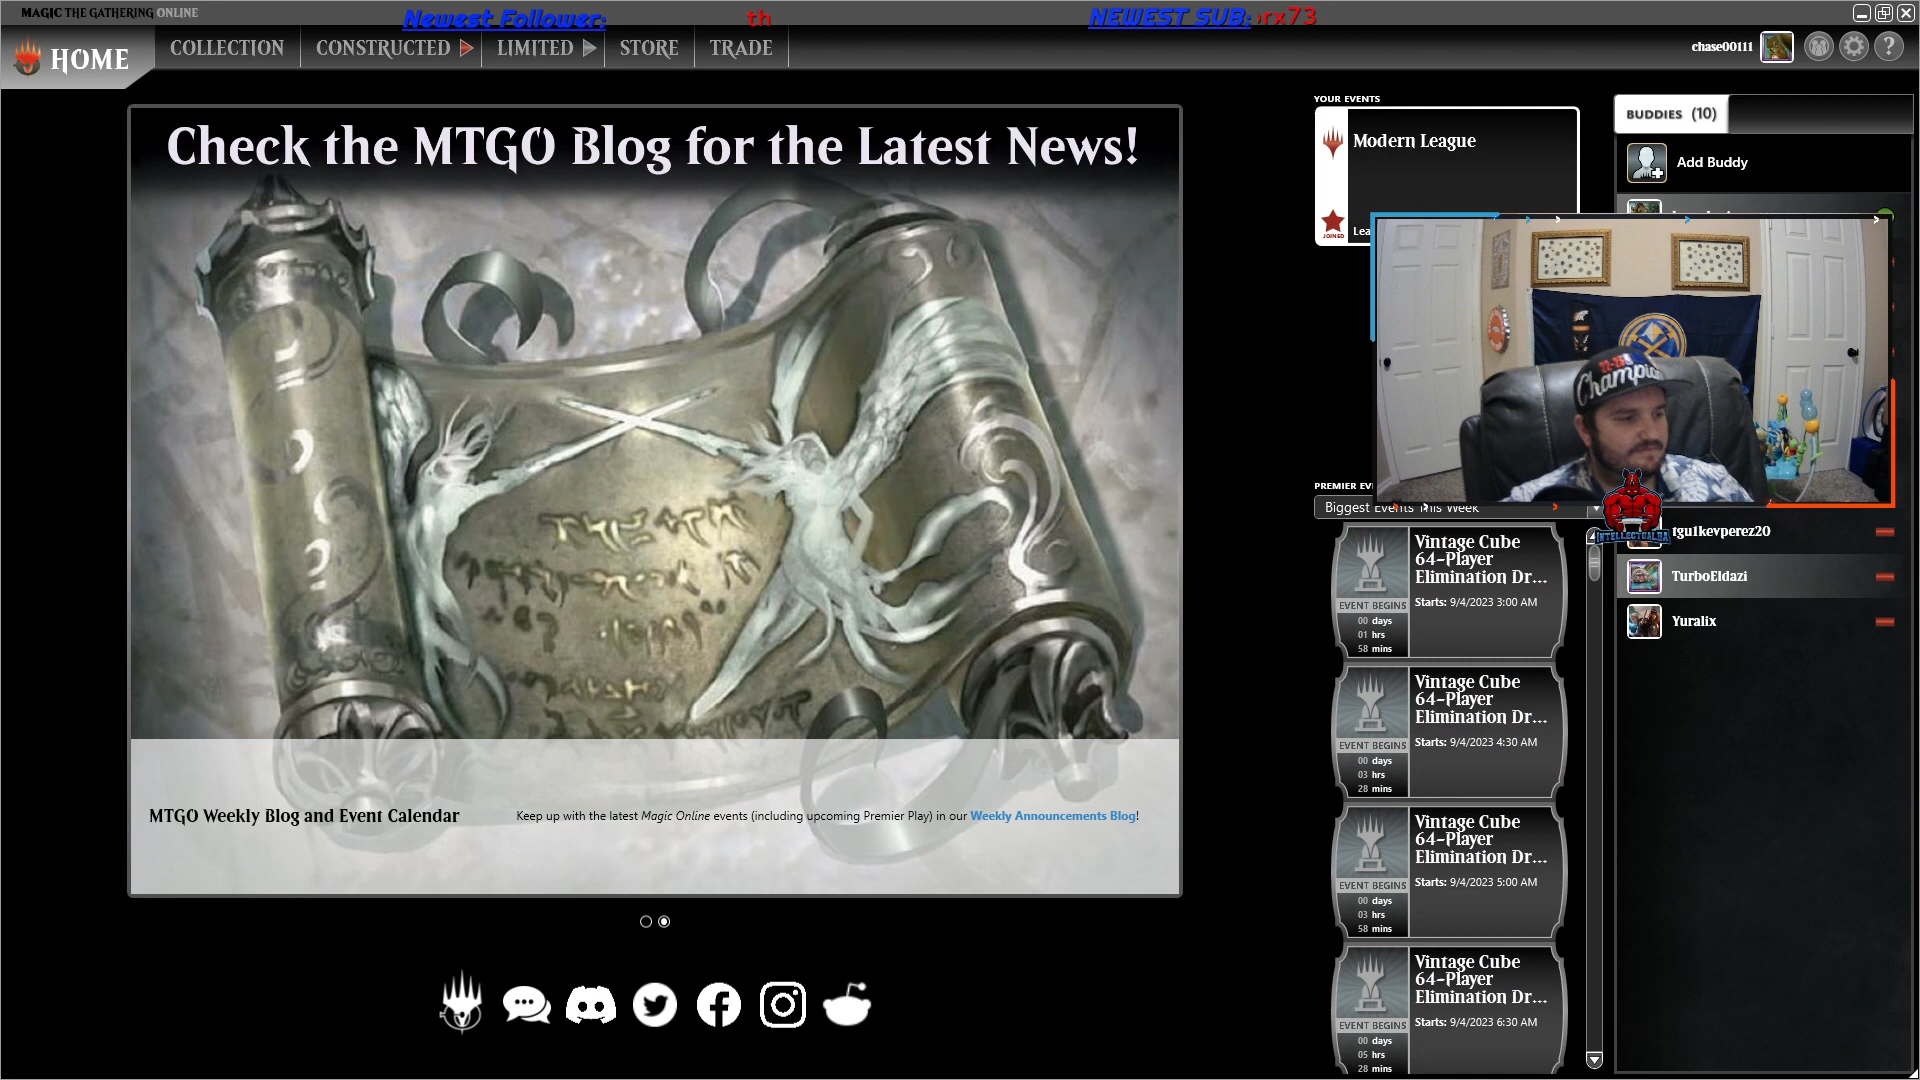 MAGIC THE GATHERING ONLINE
Newest Follower:
th
NEWEST SUB:
rx73
HOME
COLLECTION
CONSTRUCTED
LIMITED
STORE
TRADE
chase00111
?
Check the MTGO Blog for the Latest News!
MTGO Weekly Blog and Event Calendar
Keep up with the latest Magic Online events (including upcoming Premier Play) in our Weekly Announcements Blog!
YOUR EVENTS
Modern League
JOINED
Lea
PREMIER EV
Biggest Events This Week
Vintage Cube
64-Player
Elimination Dr...
Starts: 9/4/2023 3:00 AM
EVENT BEGINS
00 days
01 hrs
58 mins
Vintage Cube
64-Player
Elimination Dr...
Starts: 9/4/2023 4:30 AM
EVENT BEGINS
00 days
03 hrs
28 mins
Vintage Cube
64-Player
Elimination Dr...
Starts: 9/4/2023 5:00 AM
EVENT BEGINS
00 days
03 hrs
58 mins
Vintage Cube
64-Player
Elimination Dr...
Starts: 9/4/2023 6:30 AM
EVENT BEGINS
00 days
05 hrs
28 mins
BUDDIES (10)
Add Buddy
Champion
INTELLECTUALBA
tgu1kevperez20
TurboEldazi
Yuralix